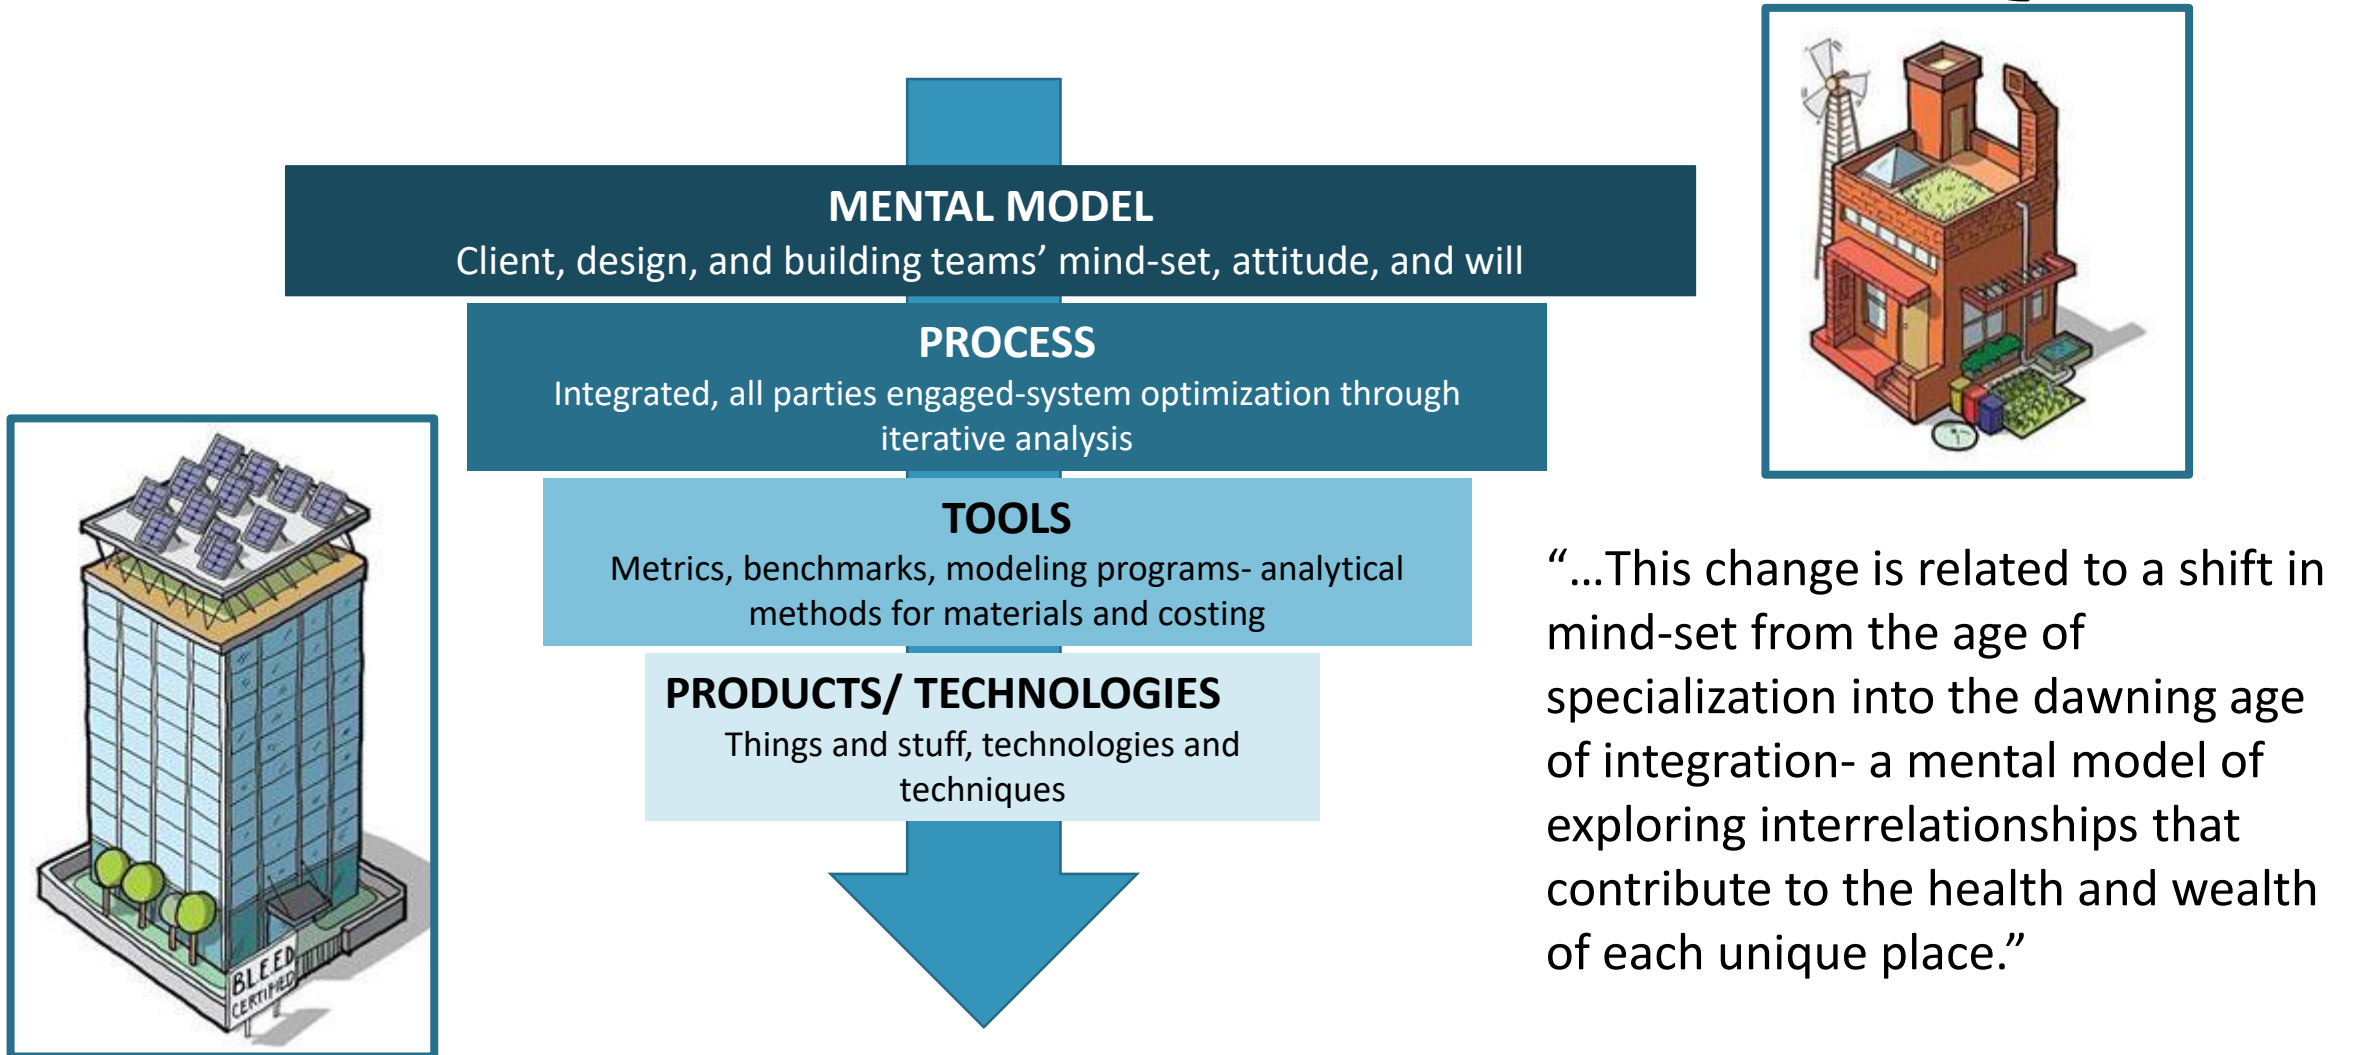 MENTAL MODEL
Client, design, and building teams’ mind-set, attitude, and will
PROCESS
Integrated, all parties engaged-system optimization through
iterative analysis
TOOLS
Metrics, benchmarks, modeling programs- analytical
methods for materials and costing
PRODUCTS/ TECHNOLOGIES
Things and stuff, technologies and
techniques
BLEED
CERTIFIED
“…This change is related to a shift in
mind-set from the age of
specialization into the dawning age
of integration- a mental model of
exploring interrelationships that
contribute to the health and wealth
of each unique place.”